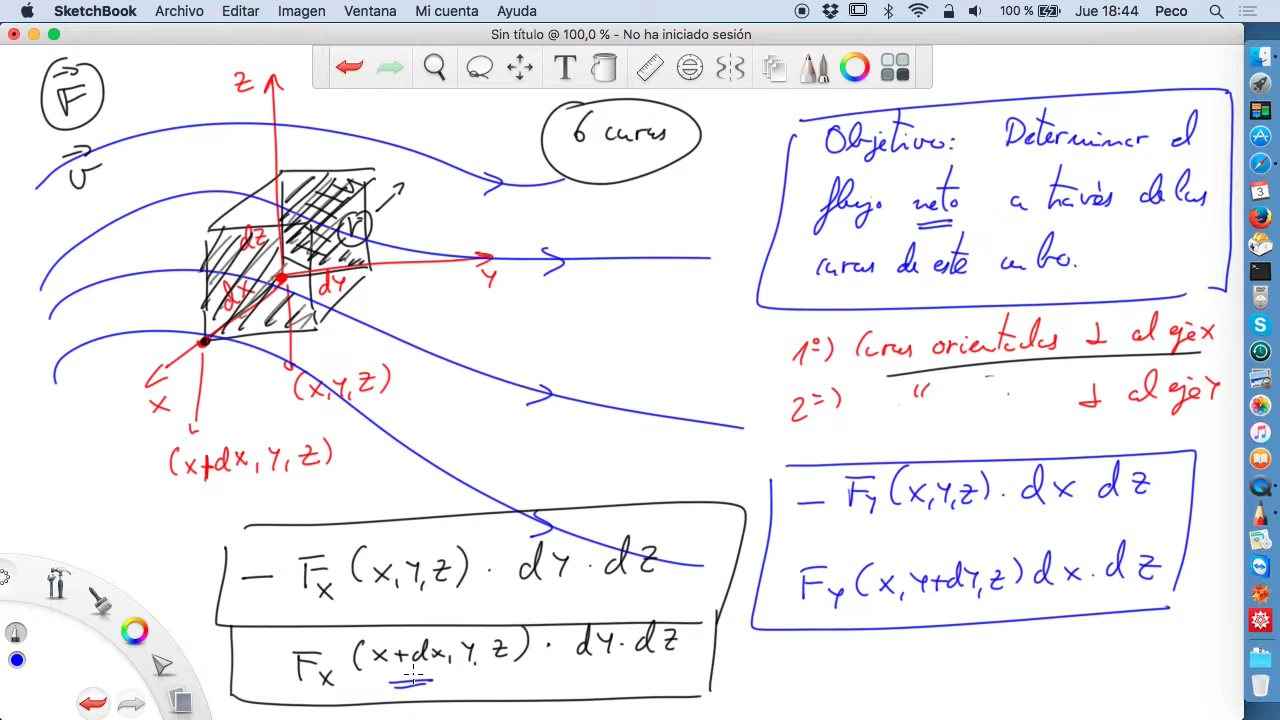 SketchBook Archivo Editar Imagen Ventana Mi cuenta Ayuda 100 % Jue 18:44 Peco
Sin título @ 100,0 % - No ha iniciado sesión
F
v
z
6 caras
dz
dx
dy
y
x
(x, y, z)
(x+dx, y, z)
Objetivo: Determinar el
flujo neto a través de las
caras de este cubo.
1º) Caras orientadas ⊥ al eje x
2º) " ⊥ al eje y
- Fx (x, y, z) · dy · dz
Fx (x+dx, y, z) · dy · dz
- Fy (x, y, z) · dx dz
Fy (x, y+dy, z) dx · dz